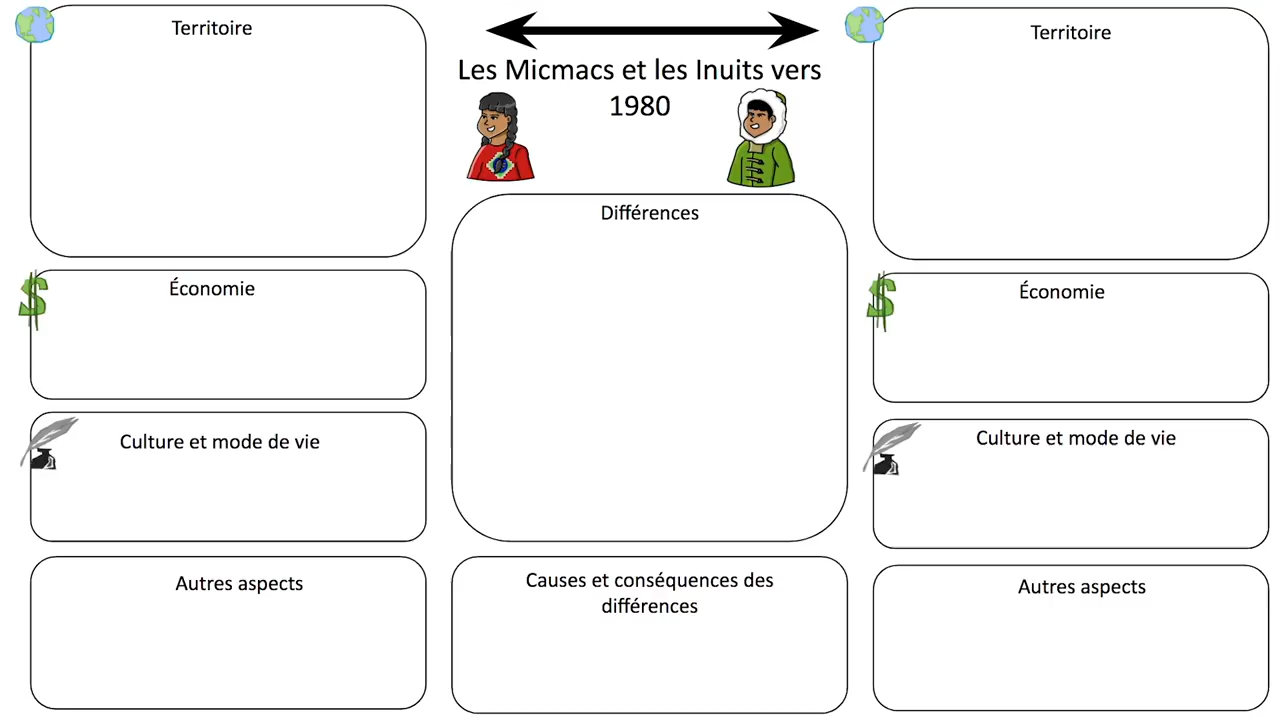 Territoire
Économie
Culture et mode de vie
Autres aspects
Les Micmacs et les Inuits vers
1980
Différences
Causes et conséquences des
différences
Territoire
Économie
Culture et mode de vie
Autres aspects